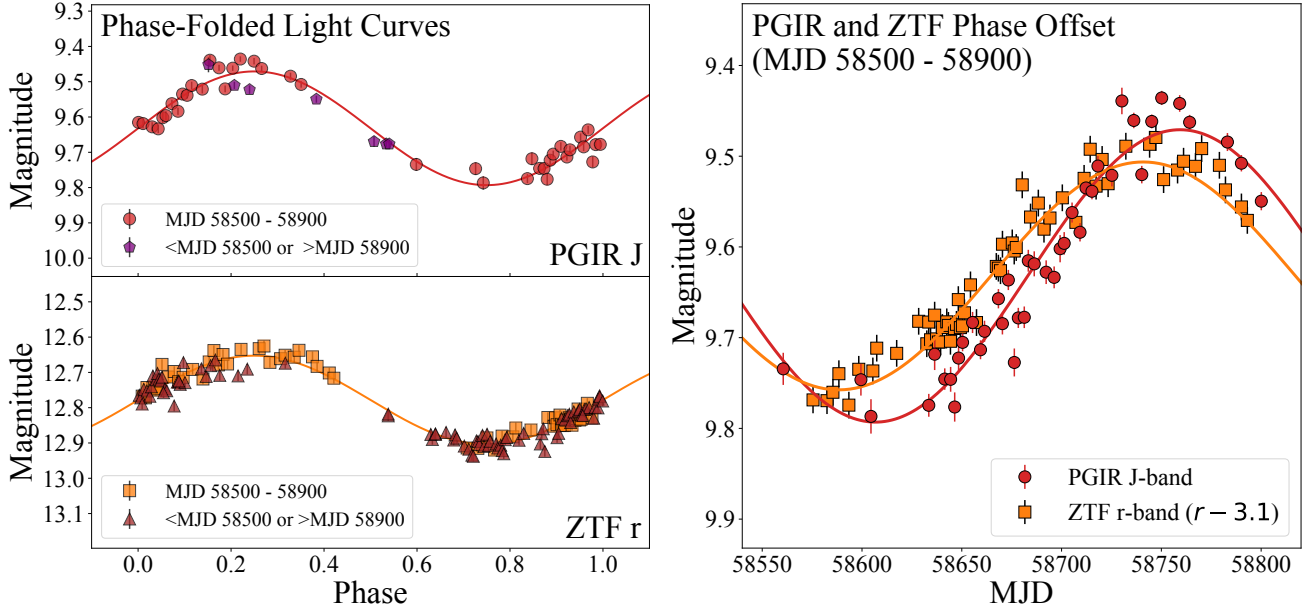 Phase-Folded Light Curves
9.3
9.4
9.5
9.6
9.7
9.8
9.9
10.0
Magnitude
MJD 58500 - 58900
<MJD 58500 or >MJD 58900
PGIR J
12.5
12.6
12.7
12.8
12.9
13.0
13.1
Magnitude
MJD 58500 - 58900
<MJD 58500 or >MJD 58900
ZTF r
0.0 0.2 0.4 0.6 0.8 1.0
Phase
PGIR and ZTF Phase Offset
(MJD 58500 - 58900)
9.4
9.5
9.6
9.7
9.8
9.9
Magnitude
PGIR J-band
ZTF r-band (r − 3.1)
58550 58600 58650 58700 58750 58800
MJD